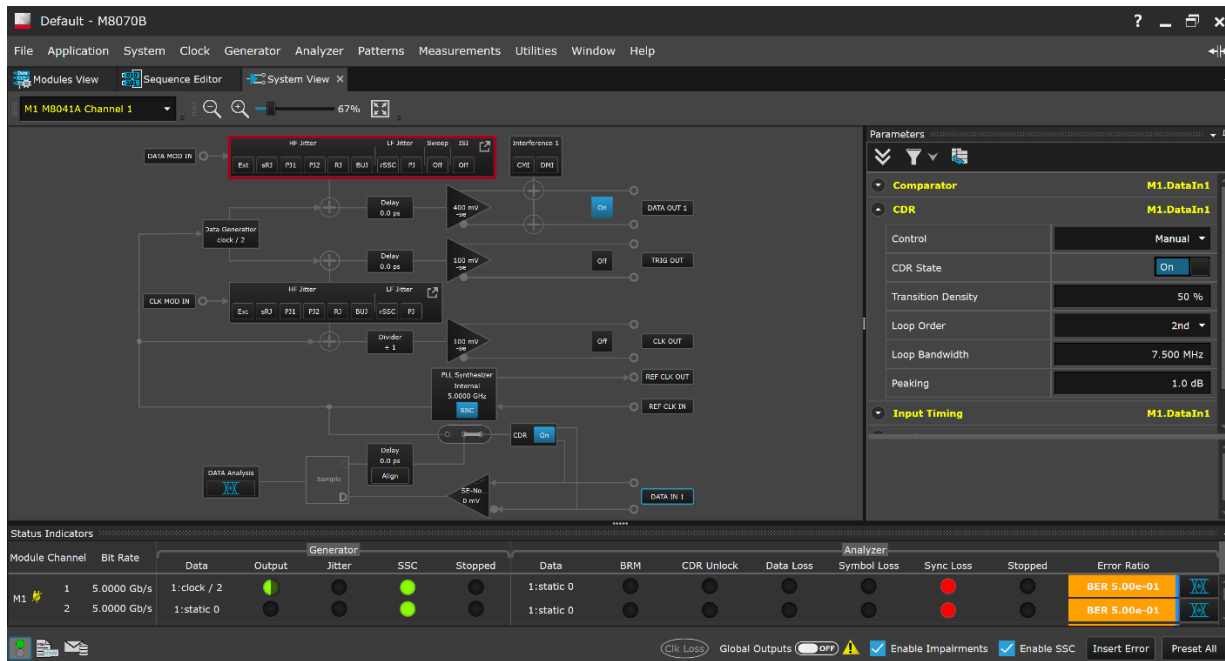 Default - M8070B
?
File Application System Clock Generator Analyzer Patterns Measurements Utilities Window Help
Modules View Sequence Editor System View ×
M1 M8041A Channel 1 67%
HF Jitter LF Jitter Sweep ISI Interference 1
DATA MOD IN
Ext sRJ PJ1 PJ2 RJ BUJ rSSC PJ Off Off CMI DMI
Delay
0.0 ps
400 mV
-se
On DATA OUT 1
Data Generation
clock / 2
Delay
0.0 ps
100 mV
-se
Off TRIG OUT
HF Jitter LF Jitter
CLK MOD IN
Ext sRJ PJ1 PJ2 RJ BUJ rSSC PJ
Divider
÷ 1
100 mV
-se
Off CLK OUT
PLL Synthesizer
Internal
5.0000 GHz
SSC
REF CLK OUT
REF CLK IN
CDR On
Delay
0.0 ps
Align
DATA Analysis
Sample
D
SE-No
0 mV
DATA IN 1
Parameters
Comparator M1.DataIn1
CDR M1.DataIn1
Control Manual
CDR State On
Transition Density 50 %
Loop Order 2nd
Loop Bandwidth 7.500 MHz
Peaking 1.0 dB
Input Timing M1.DataIn1
Status Indicators
Generator Analyzer
Module Channel Bit Rate Data Output Jitter SSC Stopped Data BRM CDR Unlock Data Loss Symbol Loss Sync Loss Stopped Error Ratio
M1
1 5.0000 Gb/s 1:clock / 2 1:static 0 BER 5.00e-01
2 5.0000 Gb/s 1:static 0 1:static 0 BER 5.00e-01
Clk Loss Global Outputs OFF Enable Impairments Enable SSC Insert Error Preset All